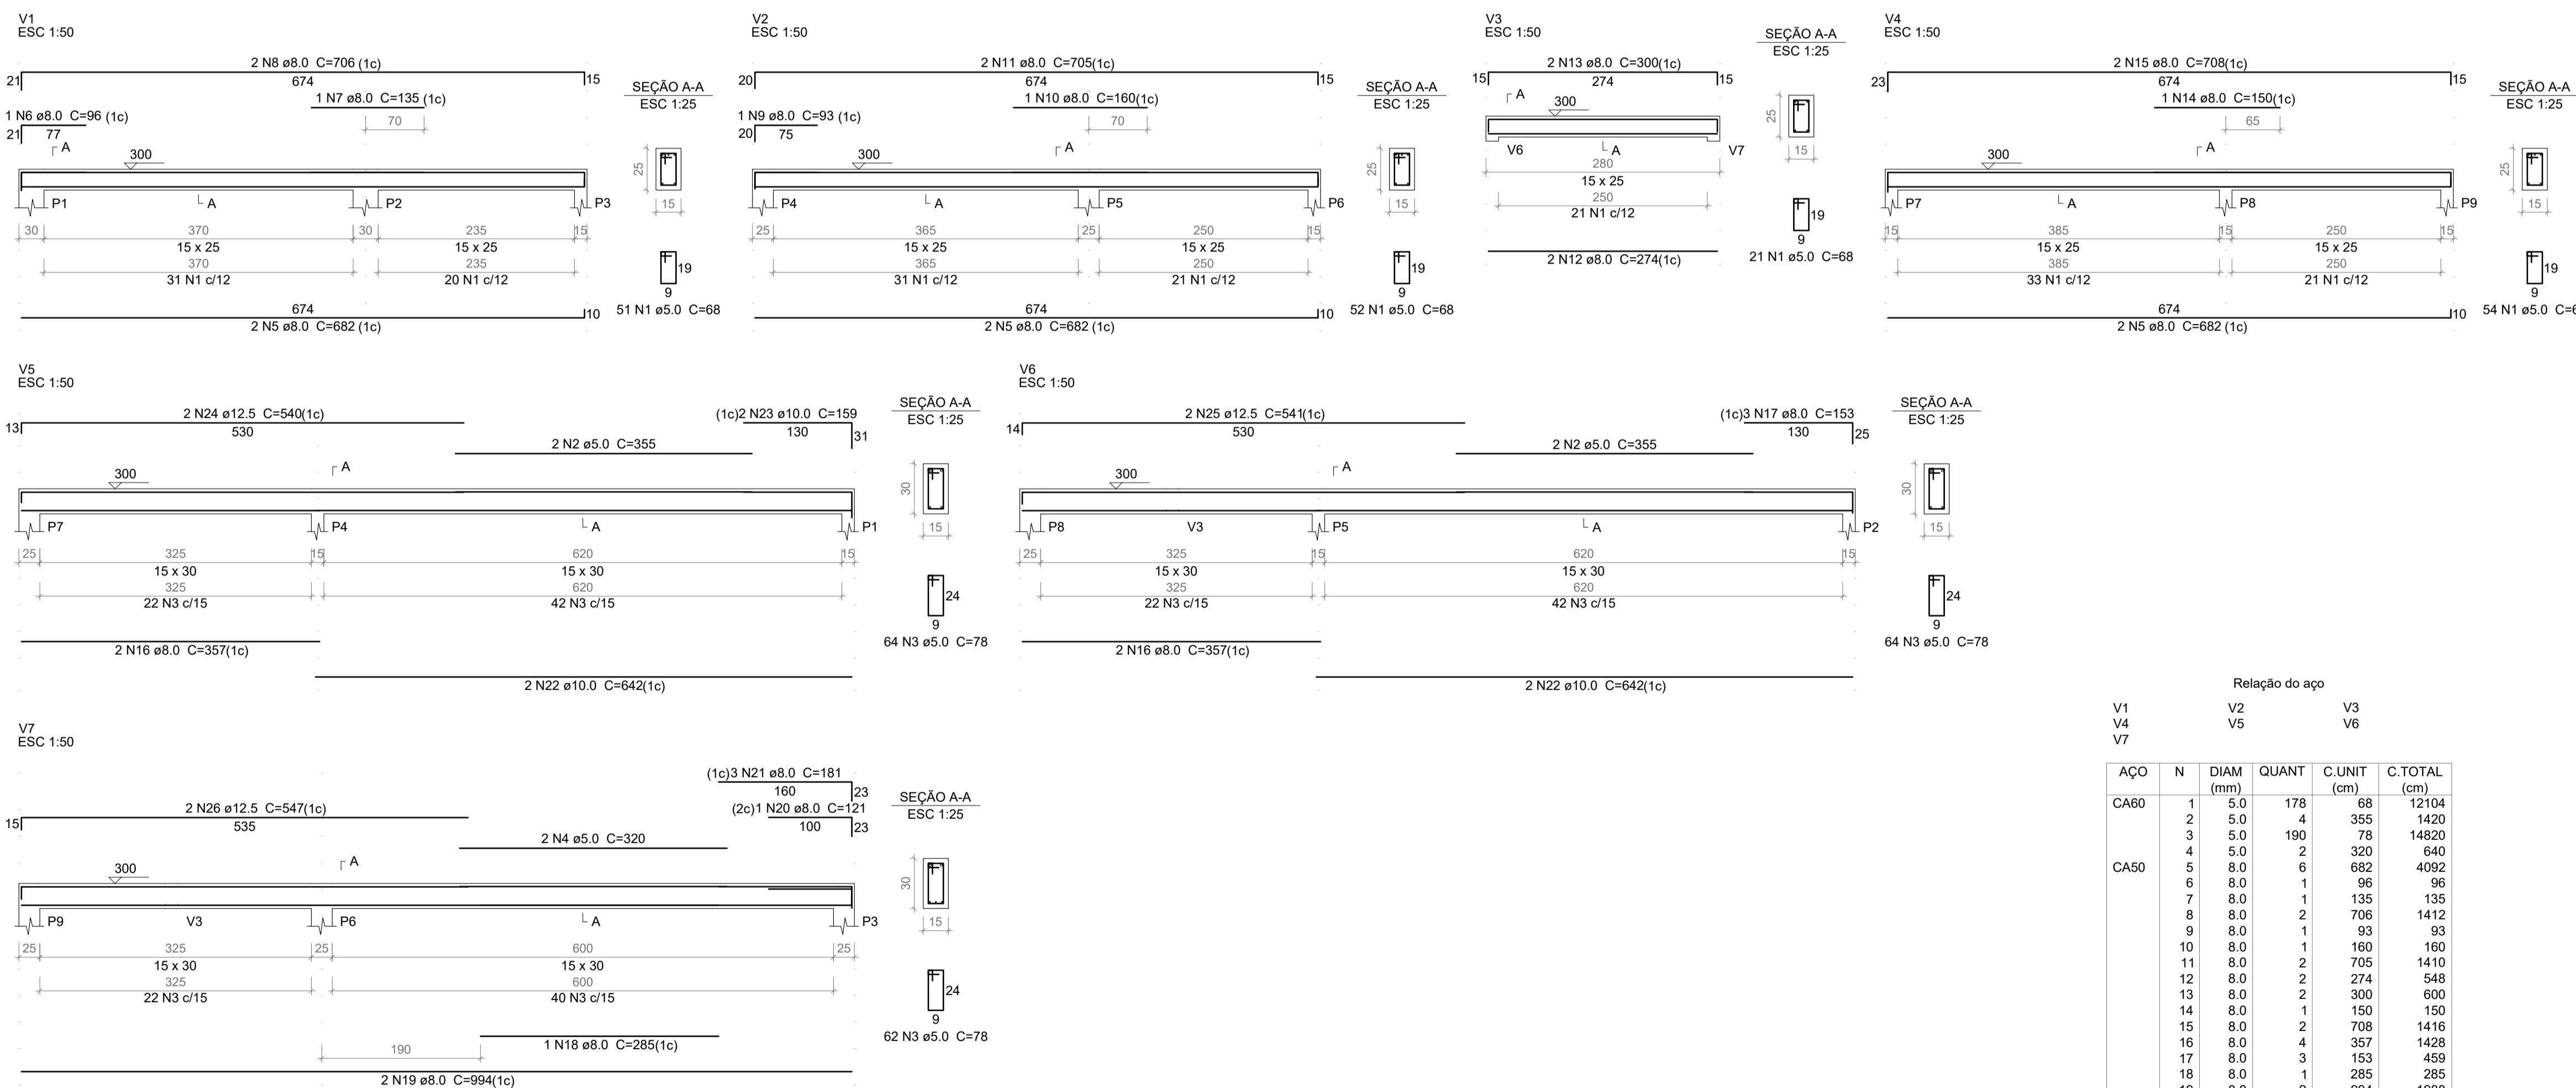 V1
ESC 1:50
2 N8 ø8.0 C=706 (1c)
21
674
15
1 N7 ø8.0 C=135 (1c)
70
1 N6 ø8.0 C=96 (1c)
21
77
A
300
P1
A
P2
P3
30
370
30
235
15
15 x 25
15 x 25
370
235
31 N1 c/12
20 N1 c/12
674
10
2 N5 ø8.0 C=682 (1c)
SEÇÃO A-A
ESC 1:25
25
15
19
9
51 N1 ø5.0 C=68
V2
ESC 1:50
2 N11 ø8.0 C=705(1c)
20
674
15
1 N10 ø8.0 C=160(1c)
70
1 N9 ø8.0 C=93 (1c)
20
75
A
300
P4
A
P5
P6
25
365
25
250
15
15 x 25
15 x 25
365
250
31 N1 c/12
21 N1 c/12
674
10
2 N5 ø8.0 C=682 (1c)
SEÇÃO A-A
ESC 1:25
25
15
19
9
52 N1 ø5.0 C=68
V3
ESC 1:50
2 N13 ø8.0 C=300(1c)
15
274
15
A
300
V6
A
V7
280
15 x 25
250
21 N1 c/12
2 N12 ø8.0 C=274(1c)
SEÇÃO A-A
ESC 1:25
25
15
19
9
21 N1 ø5.0 C=68
V4
ESC 1:50
2 N15 ø8.0 C=708(1c)
23
674
15
1 N14 ø8.0 C=150(1c)
65
A
300
P7
A
P8
P9
15
385
15
250
15
15 x 25
15 x 25
385
250
33 N1 c/12
21 N1 c/12
674
10
2 N5 ø8.0 C=682 (1c)
SEÇÃO A-A
ESC 1:25
25
15
19
9
54 N1 ø5.0
V5
ESC 1:50
2 N24 ø12.5 C=540(1c)
13
530
(1c)2 N23 ø10.0 C=159
130
31
2 N2 ø5.0 C=355
A
300
P7
P4
A
P1
25
325
15
620
15
15 x 30
15 x 30
325
620
22 N3 c/15
42 N3 c/15
2 N16 ø8.0 C=357(1c)
2 N22 ø10.0 C=642(1c)
SEÇÃO A-A
ESC 1:25
30
15
24
9
64 N3 ø5.0 C=78
V6
ESC 1:50
2 N25 ø12.5 C=541(1c)
14
530
(1c)3 N17 ø8.0 C=153
130
25
2 N2 ø5.0 C=355
A
300
P8
V3
P5
A
P2
25
325
15
620
15
15 x 30
15 x 30
325
620
22 N3 c/15
42 N3 c/15
2 N16 ø8.0 C=357(1c)
2 N22 ø10.0 C=642(1c)
SEÇÃO A-A
ESC 1:25
30
15
24
9
64 N3 ø5.0 C=78
V7
ESC 1:50
(1c)3 N21 ø8.0 C=181
160
23
2 N26 ø12.5 C=547(1c)
15
535
(2c)1 N20 ø8.0 C=121
100
23
2 N4 ø5.0 C=320
A
300
P9
V3
P6
A
P3
25
325
25
600
25
15 x 30
15 x 30
325
600
22 N3 c/15
40 N3 c/15
190
1 N18 ø8.0 C=285(1c)
2 N19 ø8.0 C=994(1c)
SEÇÃO A-A
ESC 1:25
30
15
24
9
62 N3 ø5.0 C=78
Relação do aço
V1 V2 V3
V4 V5 V6
V7
AÇO N DIAM QUANT C.UNIT C.TOTAL
(mm) (cm) (cm)
CA60 1 5.0 178 68 12104
2 5.0 4 355 1420
3 5.0 190 78 14820
4 5.0 2 320 640
CA50 5 8.0 6 682 4092
6 8.0 1 96 96
7 8.0 1 135 135
8 8.0 2 706 1412
9 8.0 1 93 93
10 8.0 1 160 160
11 8.0 2 705 1410
12 8.0 2 274 548
13 8.0 2 300 600
14 8.0 1 150 150
15 8.0 2 708 1416
16 8.0 4 357 1428
17 8.0 3 153 459
18 8.0 1 285 285